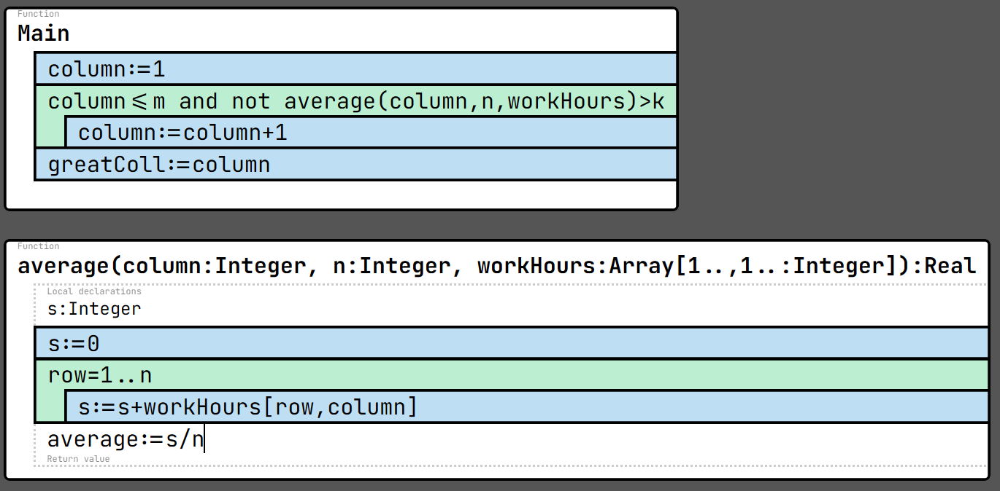 Function
Main
column:=1
column≤m and not average(column,n,workHours)>k
column:=column+1
greatColl:=column
Function
average(column:Integer, n:Integer, workHours:Array[1..,1..:Integer]):Real
Local declarations
s:Integer
s:=0
row=1..n
s:=s+workHours[row,column]
average:=s/n
Return value